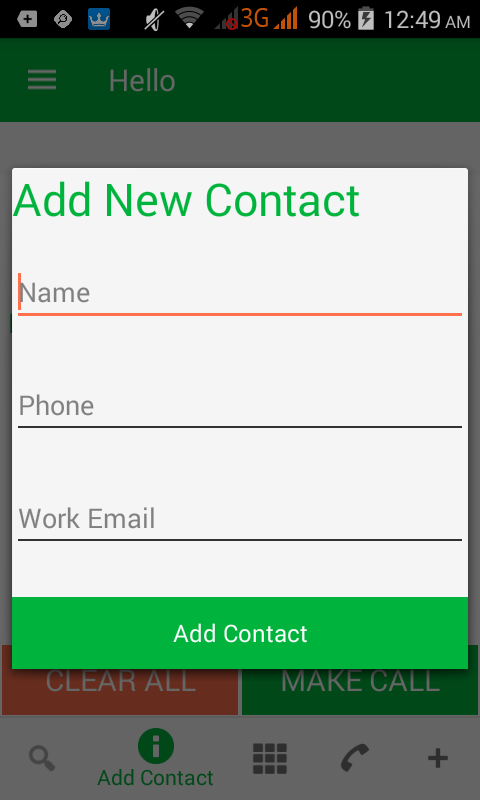 3G 90% 12:49 AM
Hello
Add New Contact
Name
Phone
Work Email
Add Contact
CLEAR ALL MAKE CALL
Add Contact